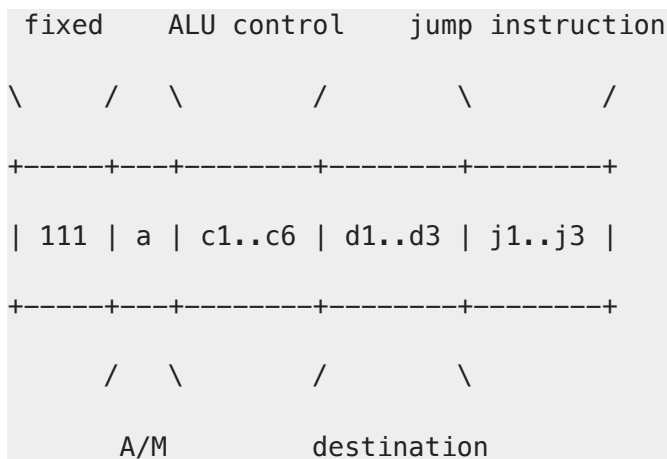 fixed    ALU control    jump instruction
\     /   \        /        \        /
+-----+---+--------+--------+--------+
| 111 | a | c1..c6 | d1..d3 | j1..j3 |
+-----+---+--------+--------+--------+
/   \        /        \
A/M         destination